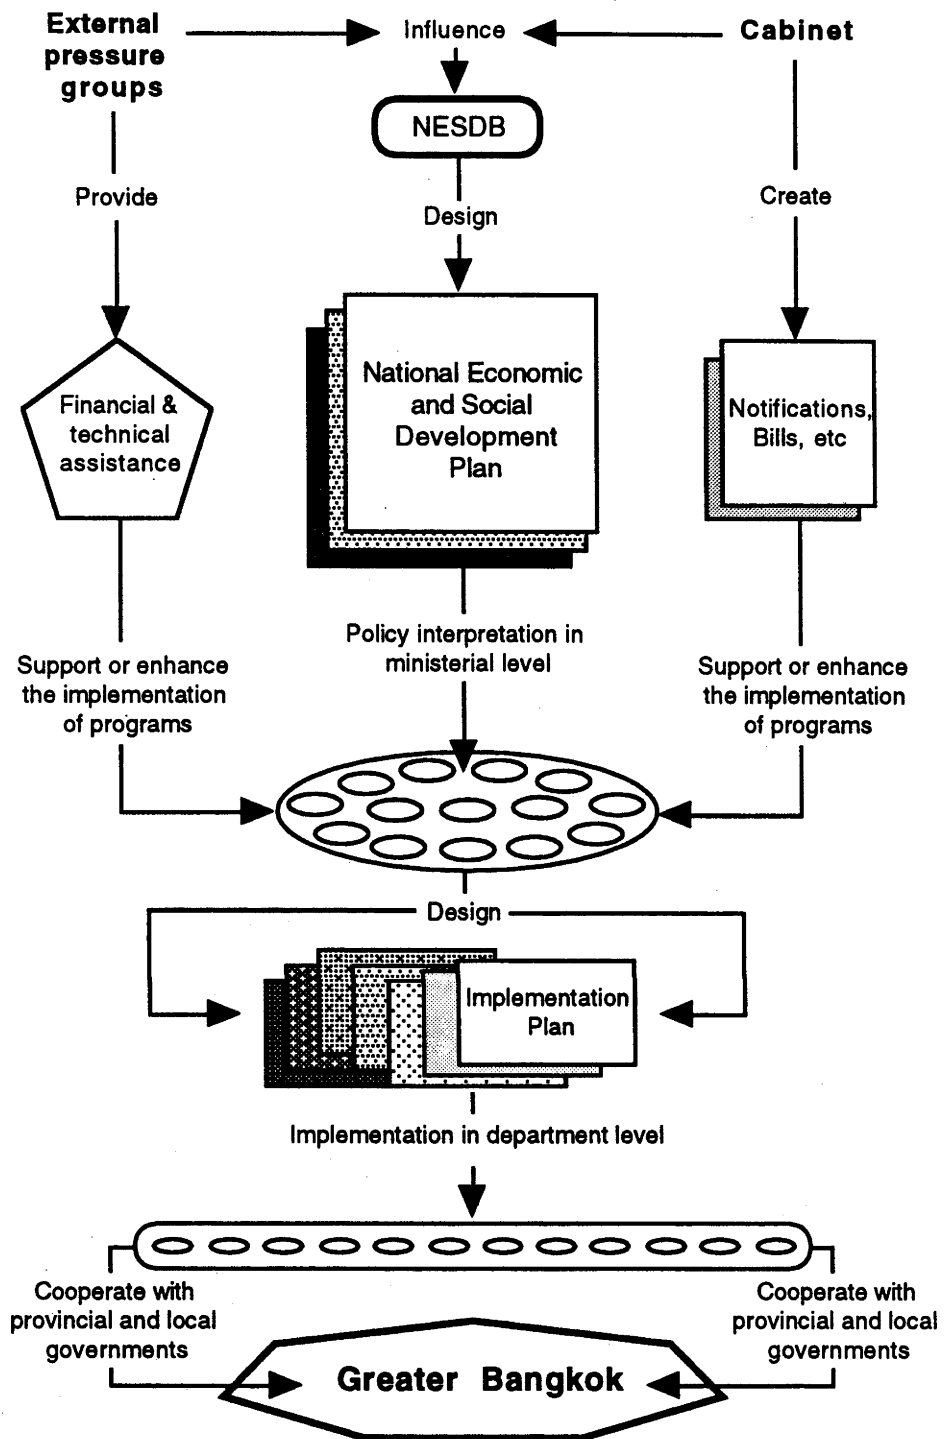 External
pressure
groups
Influence
Cabinet
NESDB
Provide
Design
Create
Financial &
technical
assistance
National Economic
and Social
Development
Plan
Notifications,
Bills, etc
Policy interpretation in
ministerial level
Support or enhance
the implementation
of programs
Support or enhance
the implementation
of programs
Design
Implementation
Plan
Implementation in department level
Cooperate with
provincial and local
governments
Cooperate with
provincial and local
governments
Greater Bangkok